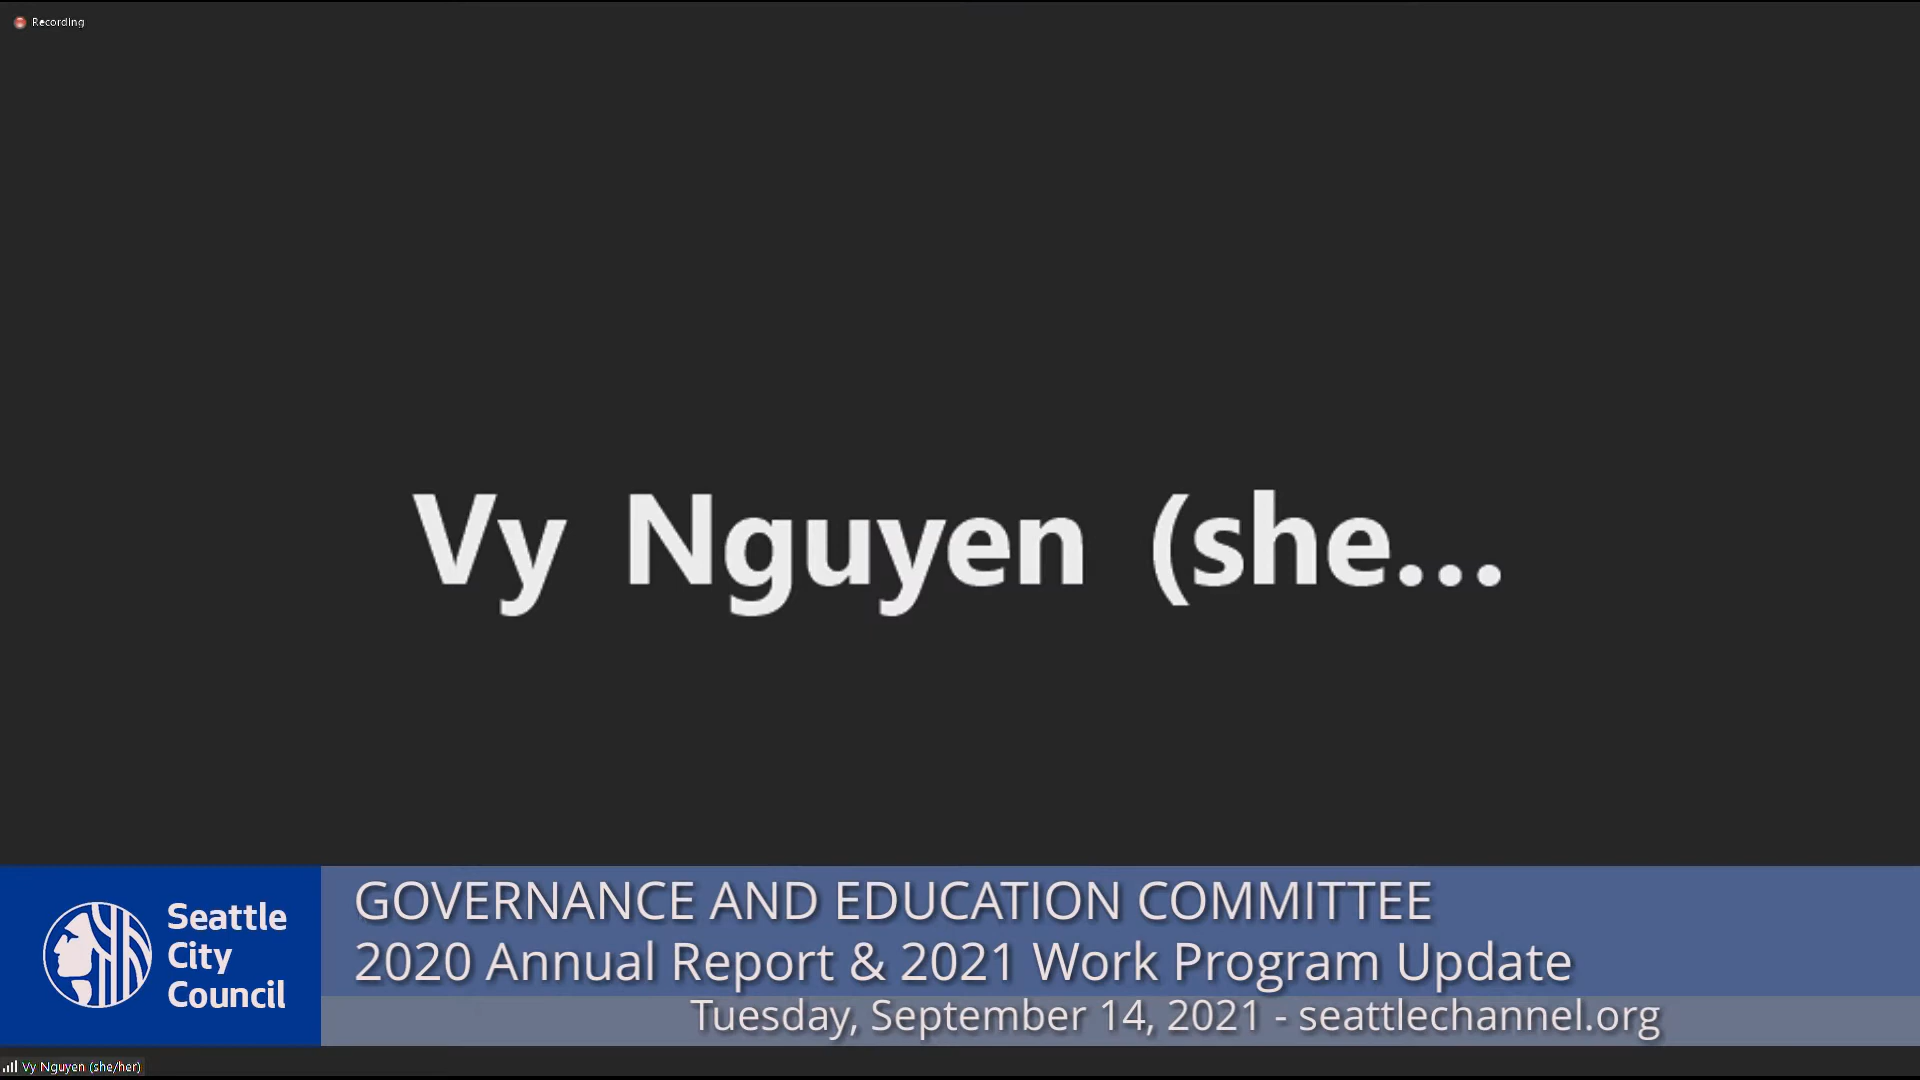 Recording
Vy Nguyen (she...
Seattle
City
Council
GOVERNANCE AND EDUCATION COMMITTEE
2020 Annual Report & 2021 Work Program Update
Tuesday, September 14, 2021 - seattlechannel.org
Vy Nguyen (she/her)